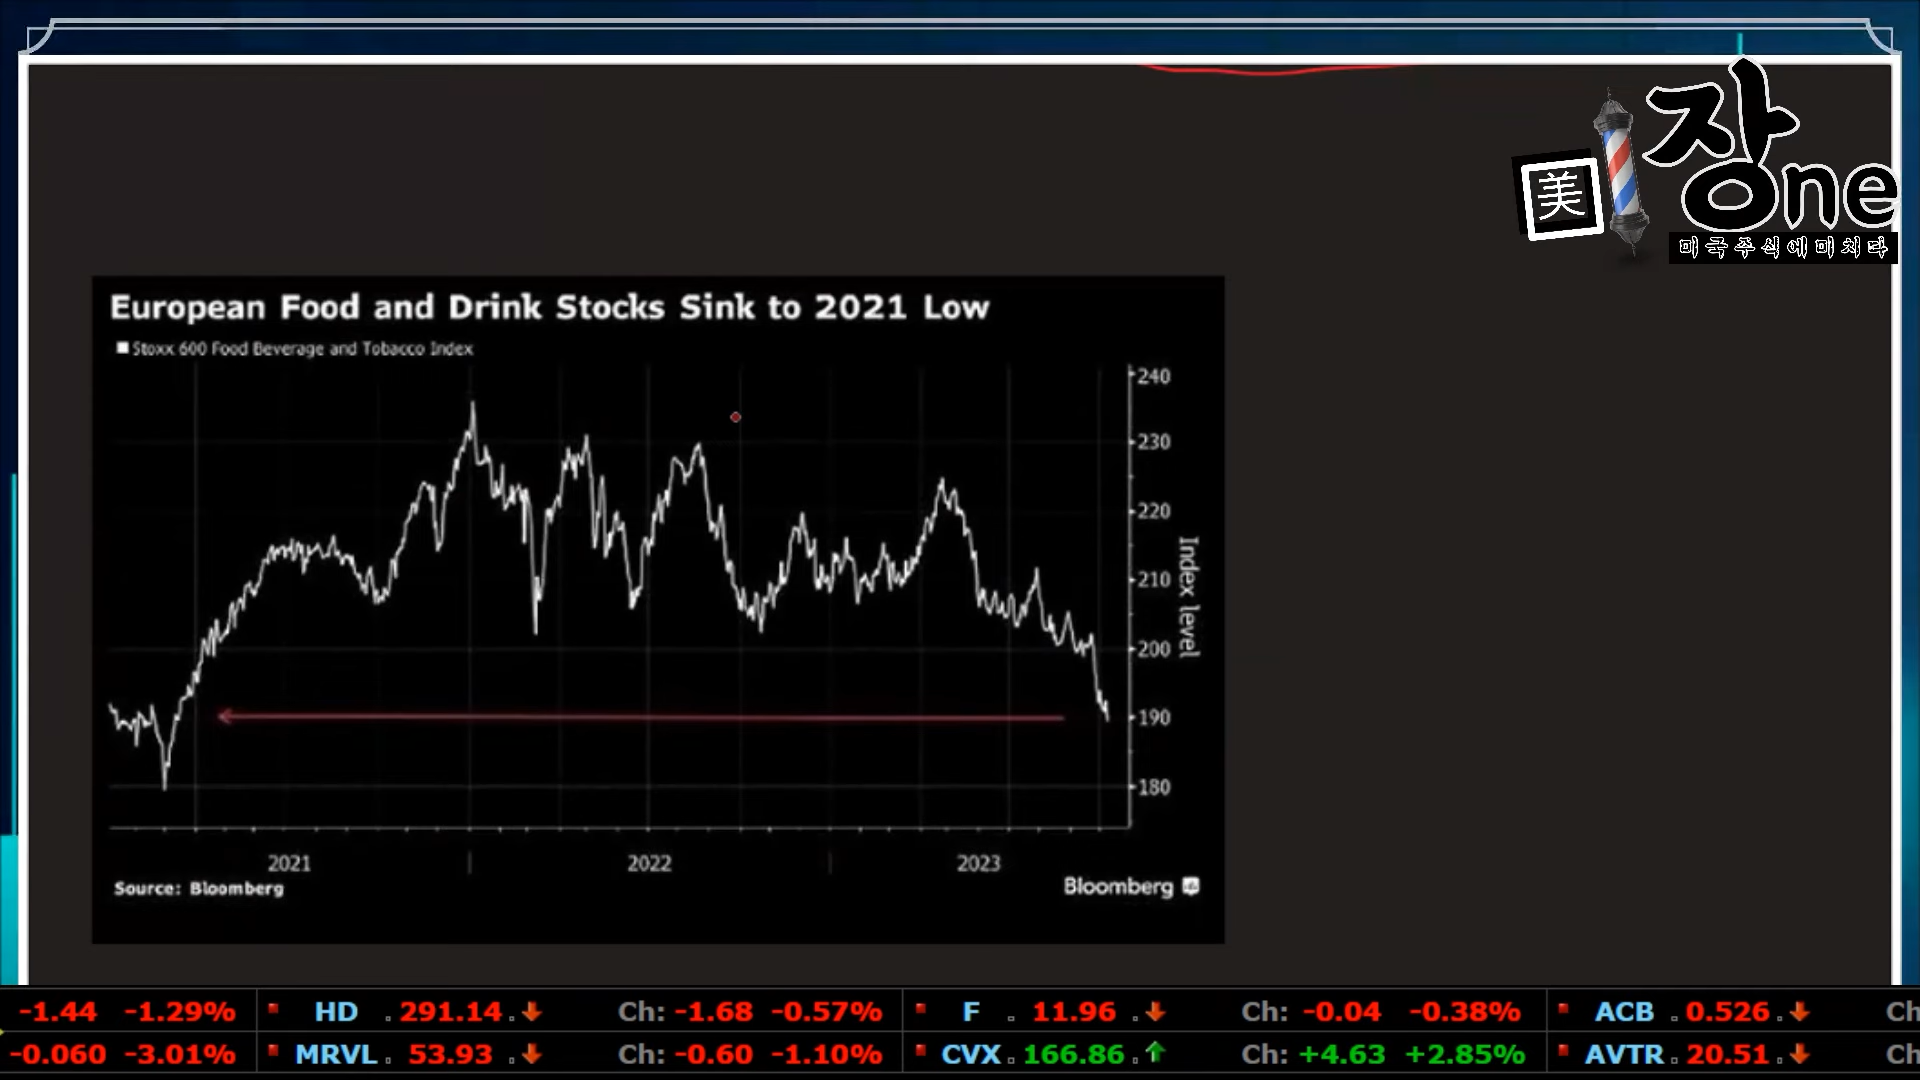 장one
美
미국주식에미치다
European Food and Drink Stocks Sink to 2021 Low
Stoxx 600 Food Beverage and Tobacco Index
240
230
220
210
200
190
180
Index level
2021 2022 2023
Source: Bloomberg
Bloomberg
-1.44 -1.29% HD 291.14 Ch: -1.68 -0.57% F 11.96 Ch: -0.04 -0.38% ACB 0.526 Ch
-0.060 -3.01% MRVL 53.93 Ch: -0.60 -1.10% CVX 166.86 Ch: +4.63 +2.85% AVTR 20.51 Ch